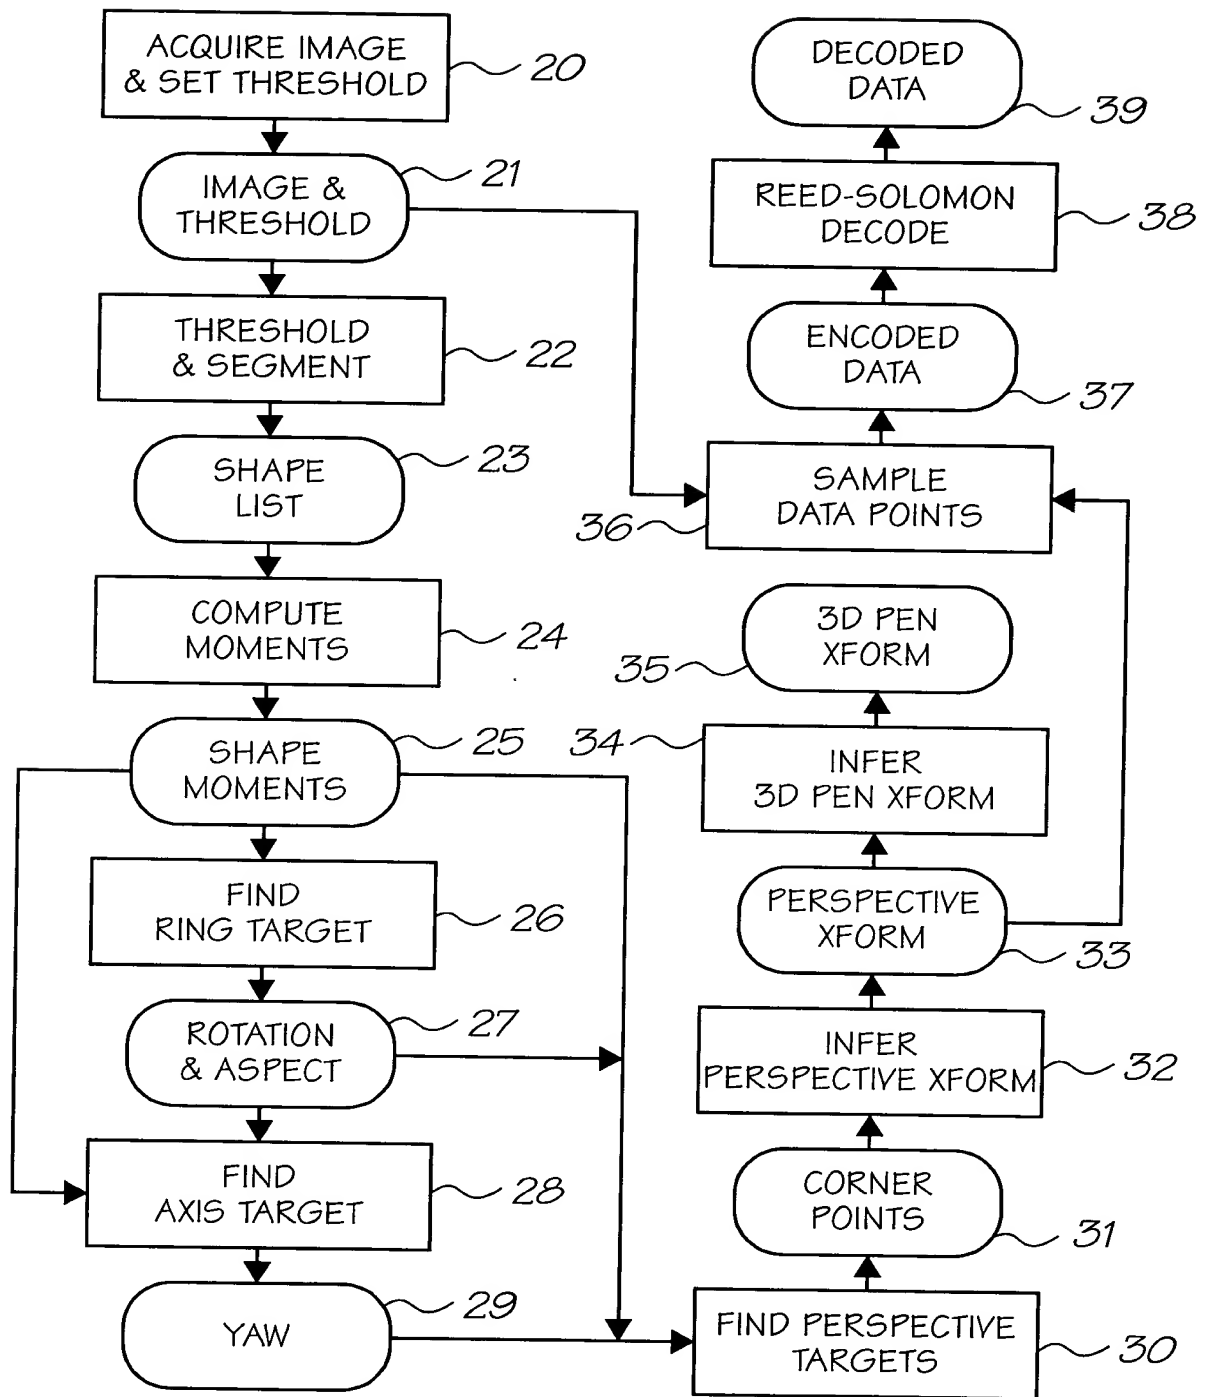 ACQUIRE IMAGE
& SET THRESHOLD
20
IMAGE &
THRESHOLD
21
THRESHOLD
& SEGMENT
22
SHAPE
LIST
23
COMPUTE
MOMENTS
24
SHAPE
MOMENTS
25
FIND
RING TARGET
26
ROTATION
& ASPECT
27
FIND
AXIS TARGET
28
YAW
29
DECODED
DATA
39
REED-SOLOMON
DECODE
38
ENCODED
DATA
37
SAMPLE
DATA POINTS
36
3D PEN
XFORM
35
34
INFER
3D PEN XFORM
PERSPECTIVE
XFORM
33
INFER
PERSPECTIVE XFORM
32
CORNER
POINTS
31
FIND PERSPECTIVE
TARGETS
30